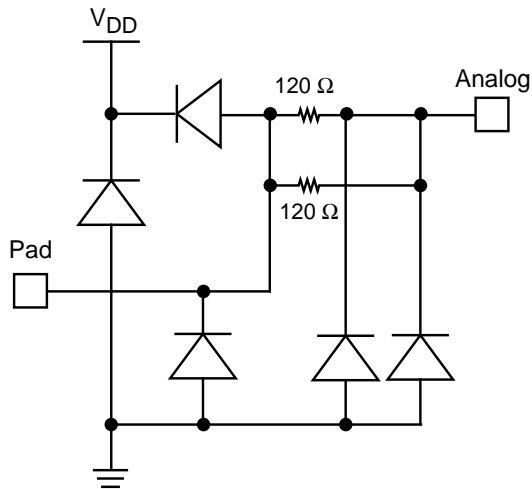 VDD
120 Ω
Analog
120 Ω
Pad